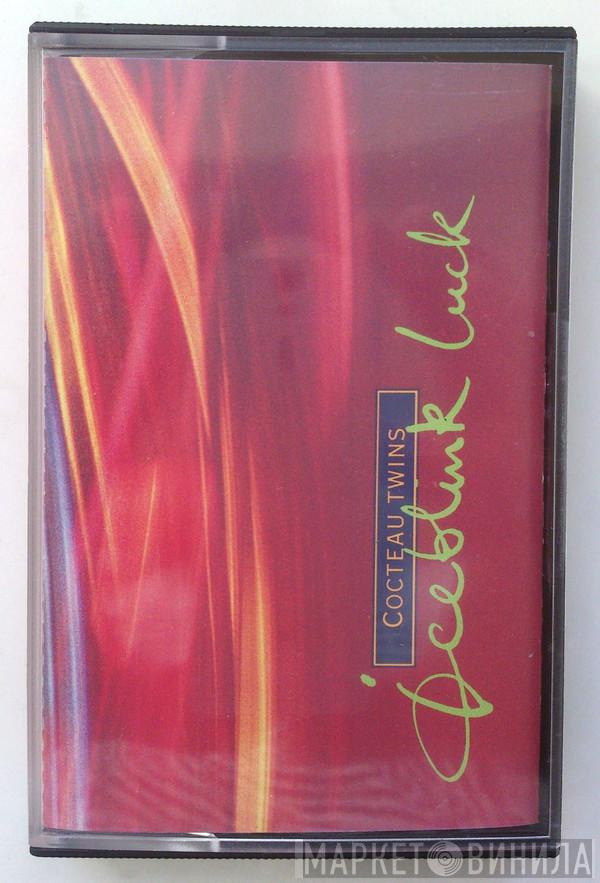 COCTEAU TWINS
Iceblink Luck
МАРКЕТ ВИНИЛА